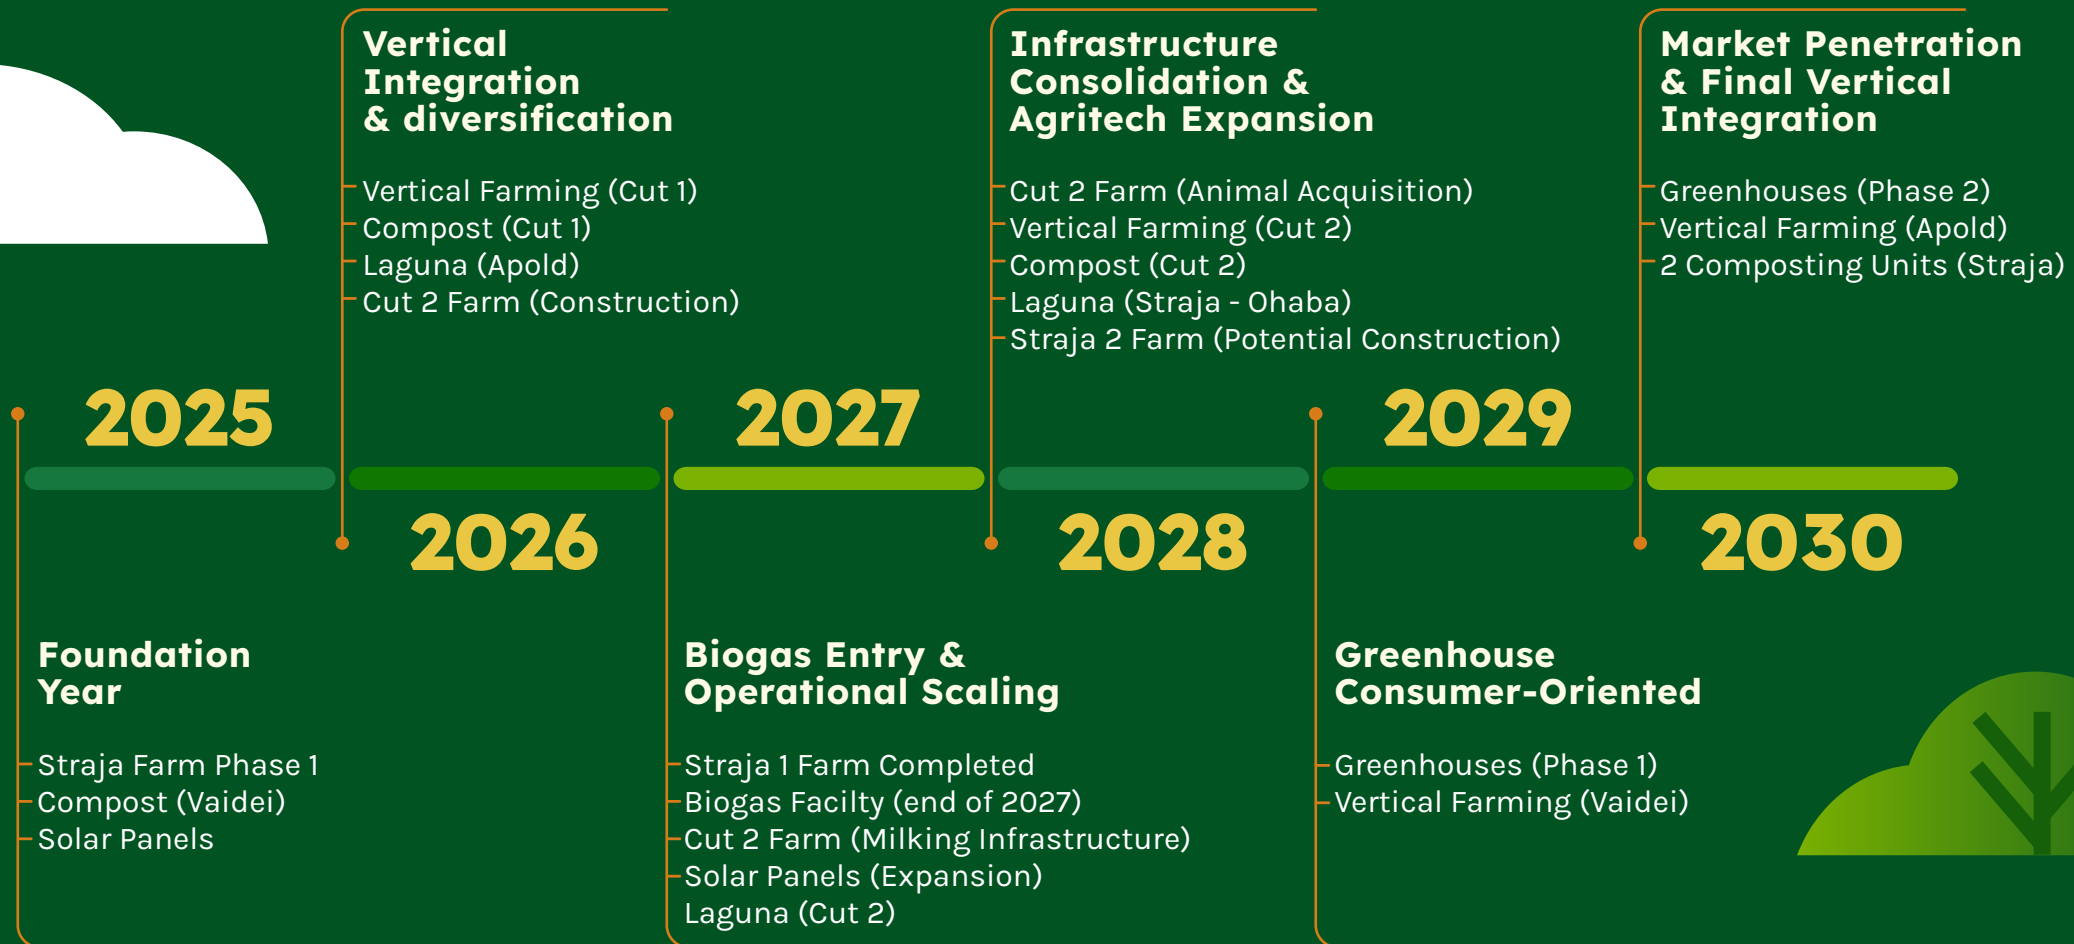 Vertical
Integration
& diversification
Vertical Farming (Cut 1)
Compost (Cut 1)
Laguna (Apold)
Cut 2 Farm (Construction)
Infrastructure
Consolidation &
Agritech Expansion
Cut 2 Farm (Animal Acquisition)
Vertical Farming (Cut 2)
Compost (Cut 2)
Laguna (Straja - Ohaba)
Straja 2 Farm (Potential Construction)
Market Penetration
& Final Vertical
Integration
Greenhouses (Phase 2)
Vertical Farming (Apold)
2 Composting Units (Straja)
2025
2027
2029
2026
2028
2030
Foundation
Year
Straja Farm Phase 1
Compost (Vaidei)
Solar Panels
Biogas Entry &
Operational Scaling
Straja 1 Farm Completed
Biogas Facilty (end of 2027)
Cut 2 Farm (Milking Infrastructure)
Solar Panels (Expansion)
Laguna (Cut 2)
Greenhouse
Consumer-Oriented
Greenhouses (Phase 1)
Vertical Farming (Vaidei)